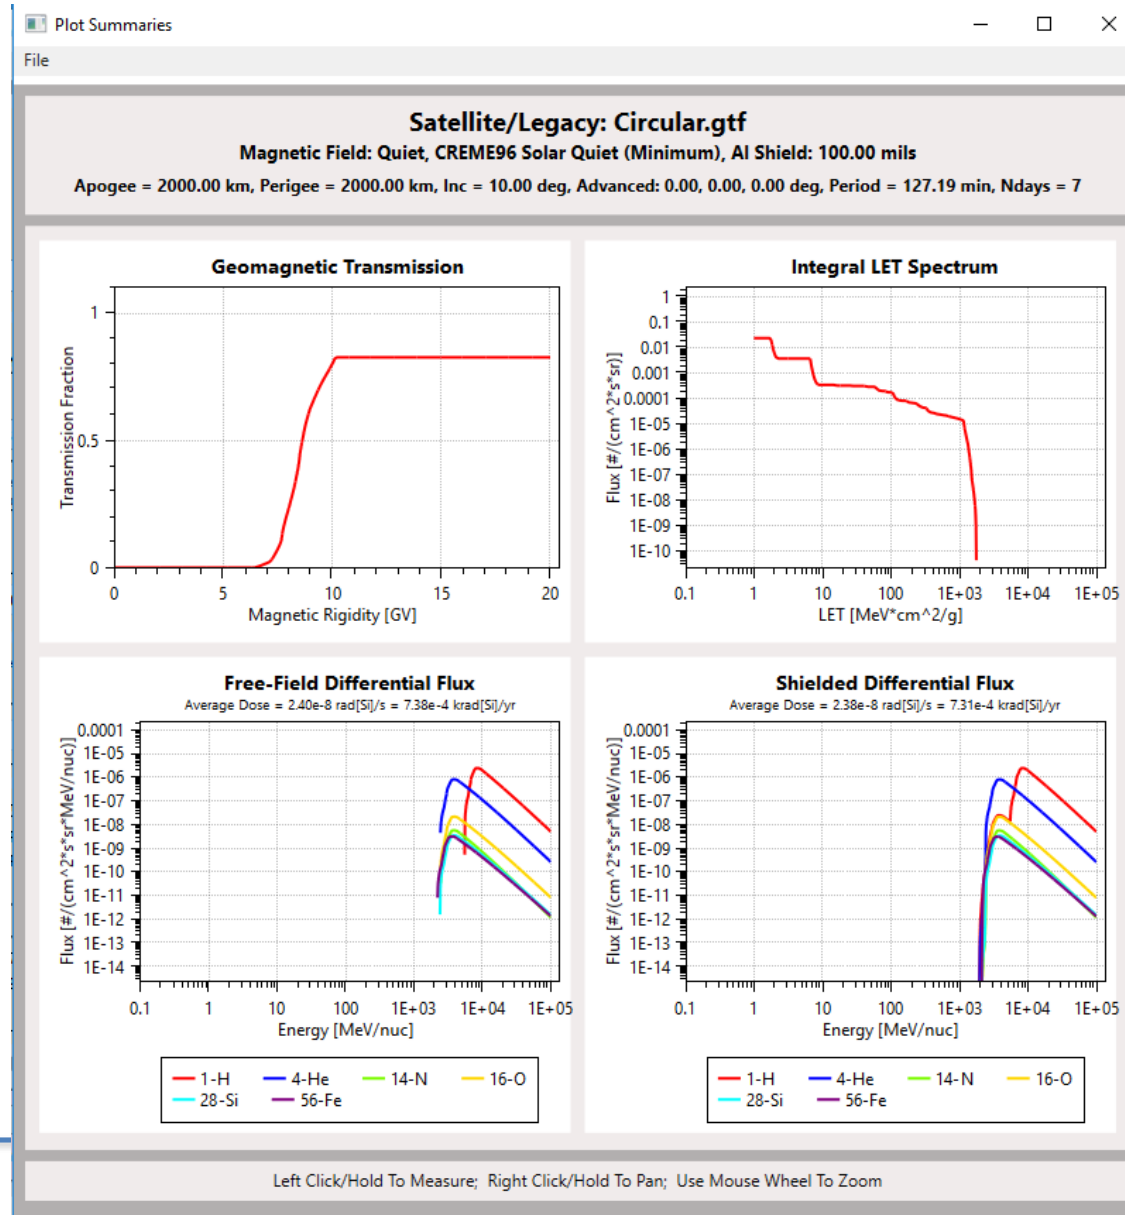 Plot Summaries
File
Satellite/Legacy: Circular.gtf
Magnetic Field: Quiet, CREME96 Solar Quiet (Minimum), Al Shield: 100.00 mils
Apogee = 2000.00 km, Perigee = 2000.00 km, Inc = 10.00 deg, Advanced: 0.00, 0.00, 0.00 deg, Period = 127.19 min, Ndays = 7
Geomagnetic Transmission
Transmission Fraction
1
0.5
0
0 5 10 15 20
Magnetic Rigidity [GV]
Integral LET Spectrum
Flux [#/(cm^2*s*sr)]
1
0.1
0.01
0.001
0.0001
1E-05
1E-06
1E-07
1E-08
1E-09
1E-10
0.1 1 10 100 1E+03 1E+04 1E+05
LET [MeV*cm^2/g]
Free-Field Differential Flux
Average Dose = 2.40e-8 rad[Si]/s = 7.38e-4 krad[Si]/yr
Flux [#/(cm^2*s*sr*MeV/nuc)]
0.0001
1E-05
1E-06
1E-07
1E-08
1E-09
1E-10
1E-11
1E-12
1E-13
1E-14
0.1 1 10 100 1E+03 1E+04 1E+05
Energy [MeV/nuc]
1-H 4-He 14-N 16-O
28-Si 56-Fe
Shielded Differential Flux
Average Dose = 2.38e-8 rad[Si]/s = 7.31e-4 krad[Si]/yr
Flux [#/(cm^2*s*sr*MeV/nuc)]
0.0001
1E-05
1E-06
1E-07
1E-08
1E-09
1E-10
1E-11
1E-12
1E-13
1E-14
0.1 1 10 100 1E+03 1E+04 1E+05
Energy [MeV/nuc]
1-H 4-He 14-N 16-O
28-Si 56-Fe
Left Click/Hold To Measure; Right Click/Hold To Pan; Use Mouse Wheel To Zoom